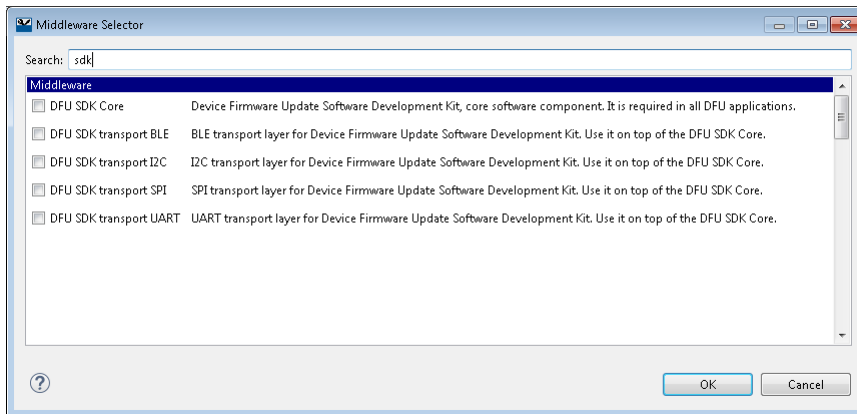 Middleware Selector
Search: sdk
Middleware
DFU SDK Core Device Firmware Update Software Development Kit, core software component. It is required in all DFU applications.
DFU SDK transport BLE BLE transport layer for Device Firmware Update Software Development Kit. Use it on top of the DFU SDK Core.
DFU SDK transport I2C I2C transport layer for Device Firmware Update Software Development Kit. Use it on top of the DFU SDK Core.
DFU SDK transport SPI SPI transport layer for Device Firmware Update Software Development Kit. Use it on top of the DFU SDK Core.
DFU SDK transport UART UART transport layer for Device Firmware Update Software Development Kit. Use it on top of the DFU SDK Core.
? OK Cancel